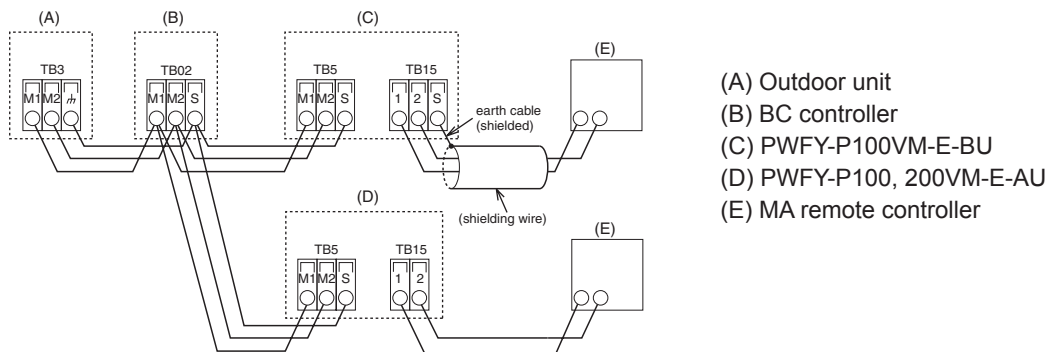 (A) (B) (C) (E)
TB3 TB02 TB5 TB15
M1 M2 M1 M2 S M1 M2 S 1 2 S
earth cable
(shielded)
(shielding wire)
(D) (E)
TB5 TB15
M1 M2 S 1 2
(A) Outdoor unit
(B) BC controller
(C) PWFY-P100VM-E-BU
(D) PWFY-P100, 200VM-E-AU
(E) MA remote controller